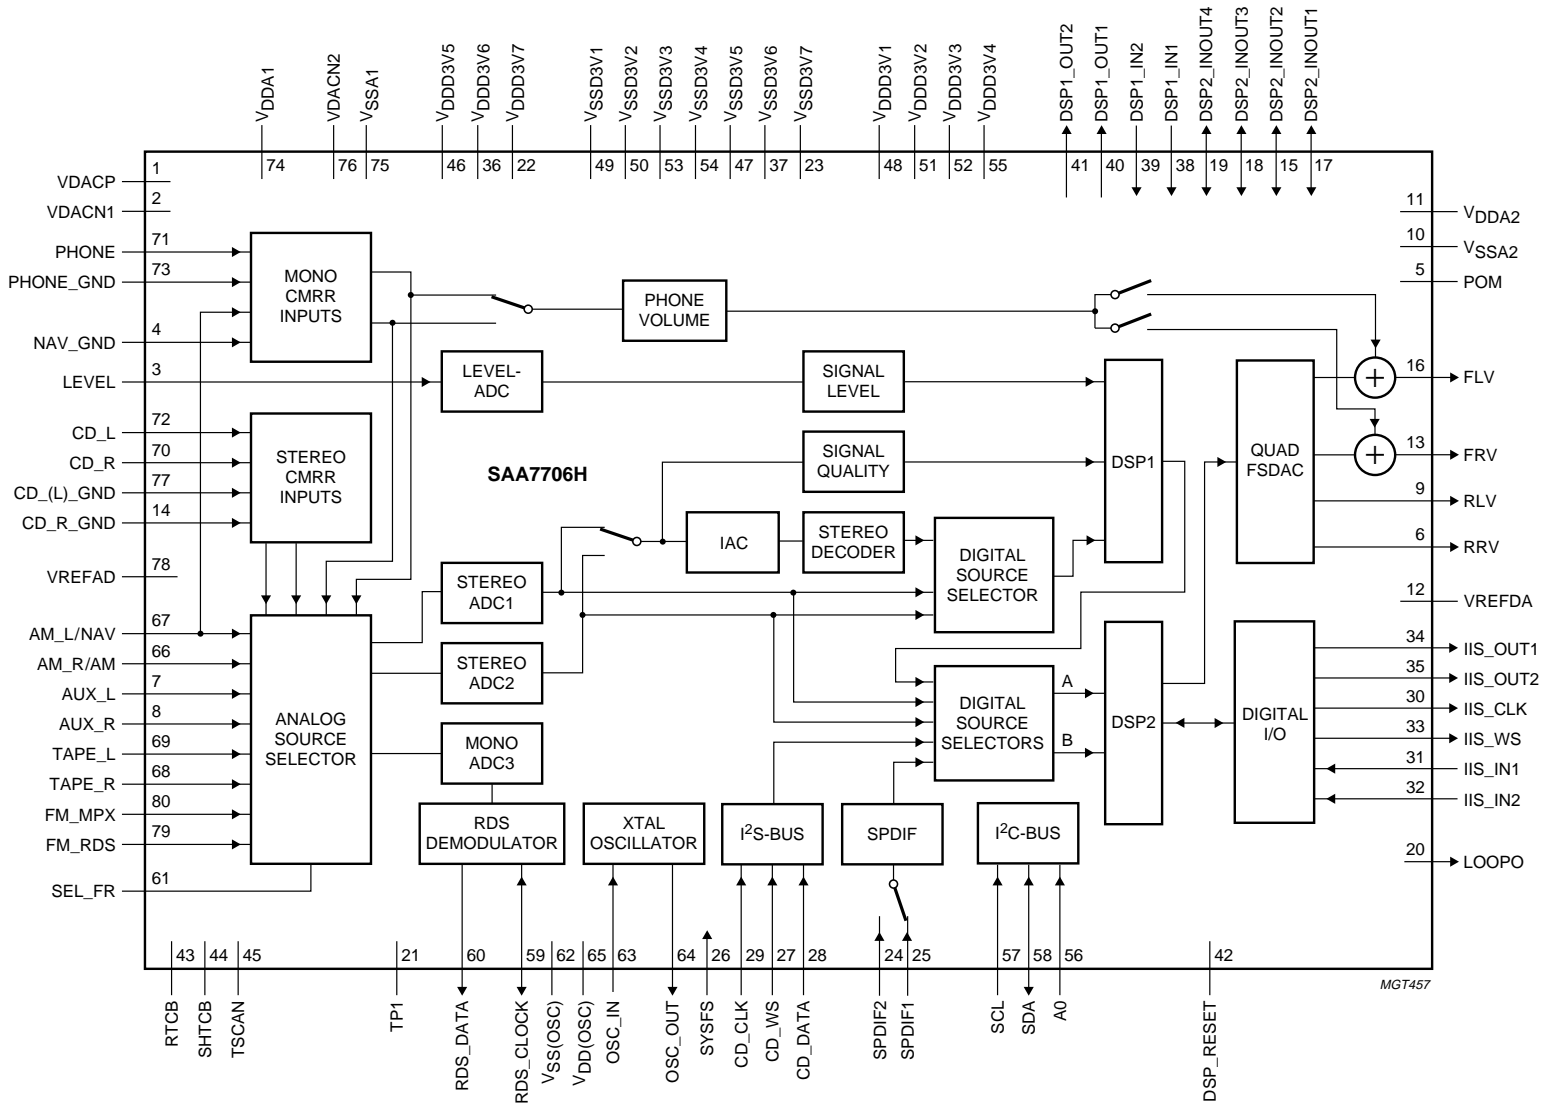 VDDA1
VDACN2
VSSA1
VDDD3V5
VDDD3V6
VDDD3V7
VSSD3V1
VSSD3V2
VSSD3V3
VSSD3V4
VSSD3V5
VSSD3V6
VSSD3V7
VDDD3V1
VDDD3V2
VDDD3V3
VDDD3V4
DSP1_OUT2
DSP1_OUT1
DSP1_IN2
DSP1_IN1
DSP2_INOUT4
DSP2_INOUT3
DSP2_INOUT2
DSP2_INOUT1
74
76
75
46
36
22
49
50
53
54
47
37
23
48
51
52
55
41
40
39
38
19
18
15
17
VDACP
1
VDACN1
2
PHONE
71
PHONE_GND
73
NAV_GND
4
LEVEL
3
CD_L
72
CD_R
70
CD_(L)_GND
77
CD_R_GND
14
VREFAD
78
AM_L/NAV
67
AM_R/AM
66
AUX_L
7
AUX_R
8
TAPE_L
69
TAPE_R
68
FM_MPX
80
FM_RDS
79
SEL_FR
61
MONO
CMRR
INPUTS
PHONE
VOLUME
LEVEL-
ADC
SIGNAL
LEVEL
STEREO
CMRR
INPUTS
SAA7706H
SIGNAL
QUALITY
DSP1
QUAD
FSDAC
IAC
STEREO
DECODER
DIGITAL
SOURCE
SELECTOR
STEREO
ADC1
STEREO
ADC2
ANALOG
SOURCE
SELECTOR
MONO
ADC3
DIGITAL
SOURCE
SELECTORS
A
B
DSP2
DIGITAL
I/O
RDS
DEMODULATOR
XTAL
OSCILLATOR
I2S-BUS
SPDIF
I2C-BUS
+
+
11
VDDA2
10
VSSA2
5
POM
16
FLV
13
FRV
9
RLV
6
RRV
12
VREFDA
34
IIS_OUT1
35
IIS_OUT2
30
IIS_CLK
33
IIS_WS
31
IIS_IN1
32
IIS_IN2
20
LOOPO
43
44
45
21
60
59
62
65
63
64
26
29
27
28
24
25
57
58
56
42
RTCB
SHTCB
TSCAN
TP1
RDS_DATA
RDS_CLOCK
VSS(OSC)
VDD(OSC)
OSC_IN
OSC_OUT
SYSFS
CD_CLK
CD_WS
CD_DATA
SPDIF2
SPDIF1
SCL
SDA
A0
DSP_RESET
MGT457